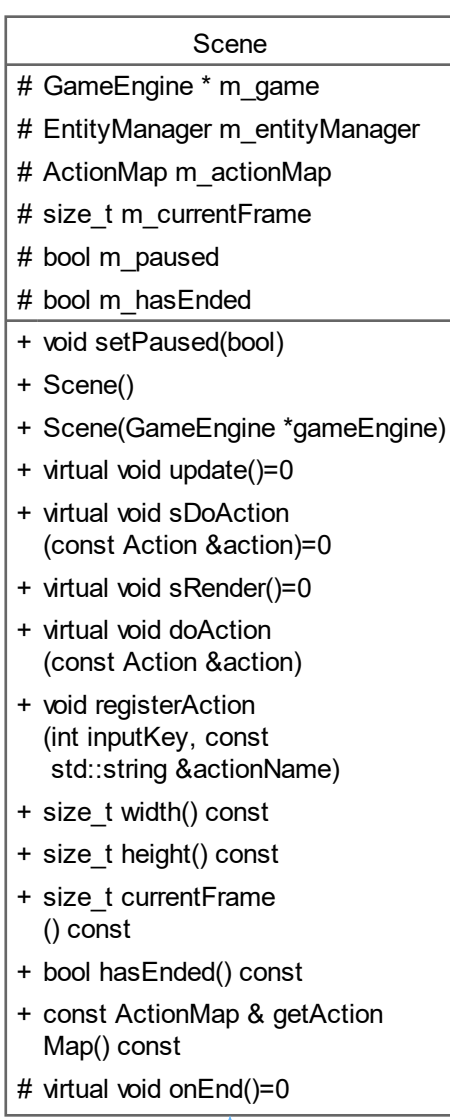 Scene
# GameEngine * m_game
# EntityManager m_entityManager
# ActionMap m_actionMap
# size_t m_currentFrame
# bool m_paused
# bool m_hasEnded
+ void setPaused(bool)
+ Scene()
+ Scene(GameEngine *gameEngine)
+ virtual void update()=0
+ virtual void sDoAction
(const Action &action)=0
+ virtual void sRender()=0
+ virtual void doAction
(const Action &action)
+ void registerAction
(int inputKey, const
std::string &actionName)
+ size_t width() const
+ size_t height() const
+ size_t currentFrame
() const
+ bool hasEnded() const
+ const ActionMap & getAction
Map() const
# virtual void onEnd()=0